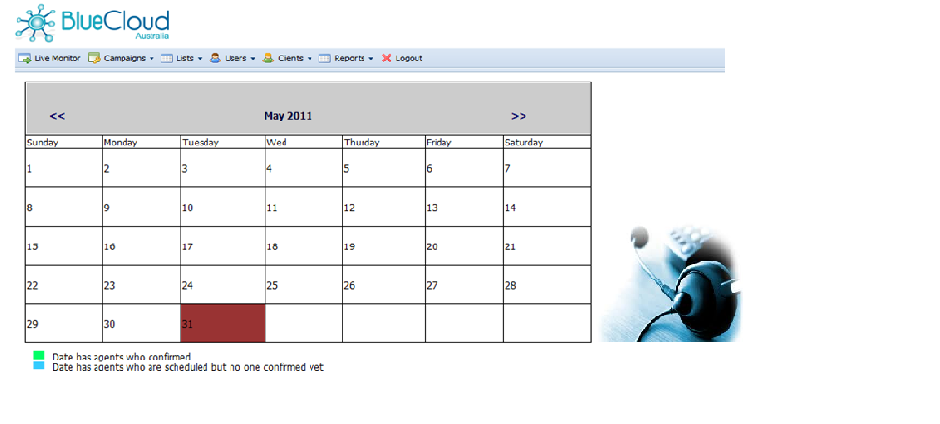 BlueCloud
Australia
Live Monitor Campaigns Lists Users Clients Reports Logout
<< May 2011 >>
Sunday Monday Tuesday Wed Thurday Friday Saturday
1 2 3 4 5 6 7
8 9 10 11 12 13 14
15 16 17 18 19 20 21
22 23 24 25 26 27 28
29 30 31
Date has agents who confirmed
Date has agents who are scheduled but no one confirmed yet